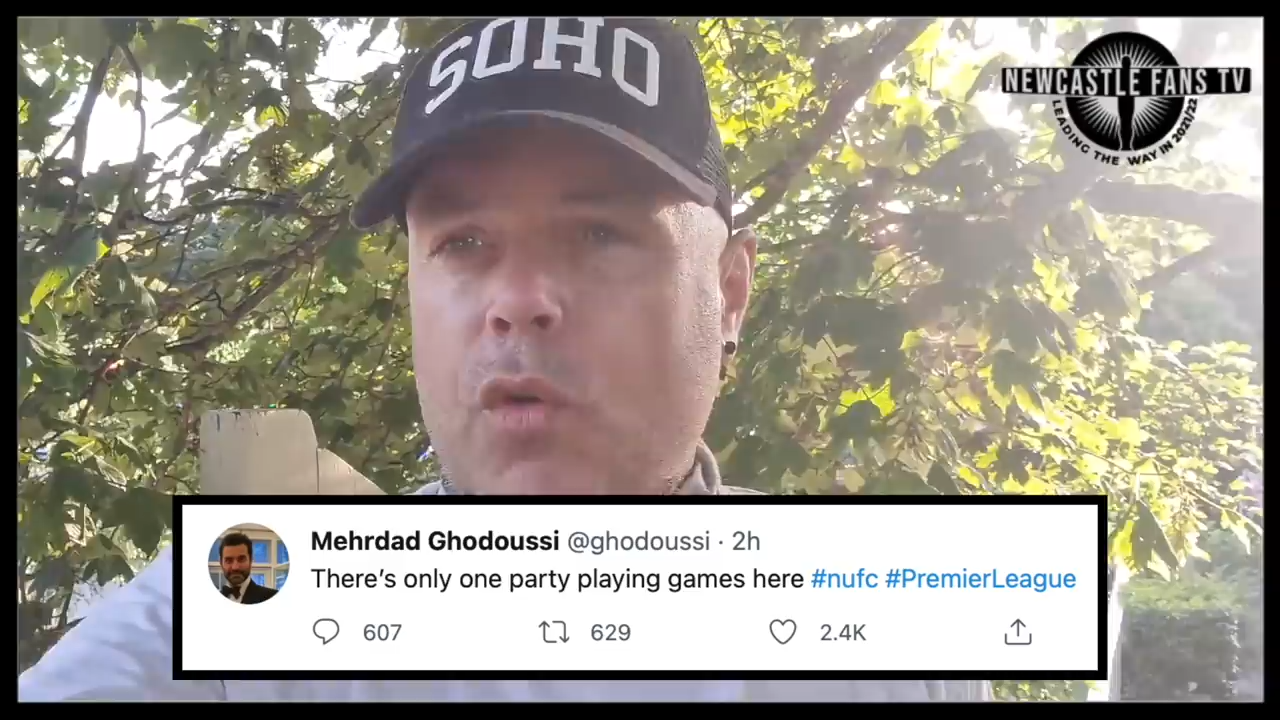 SOHO
NEWCASTLE FANS TV
LEADING THE WAY IN 2021/22
Mehrdad Ghodoussi @ghodoussi · 2h
There’s only one party playing games here #nufc #PremierLeague
607 629 2.4K